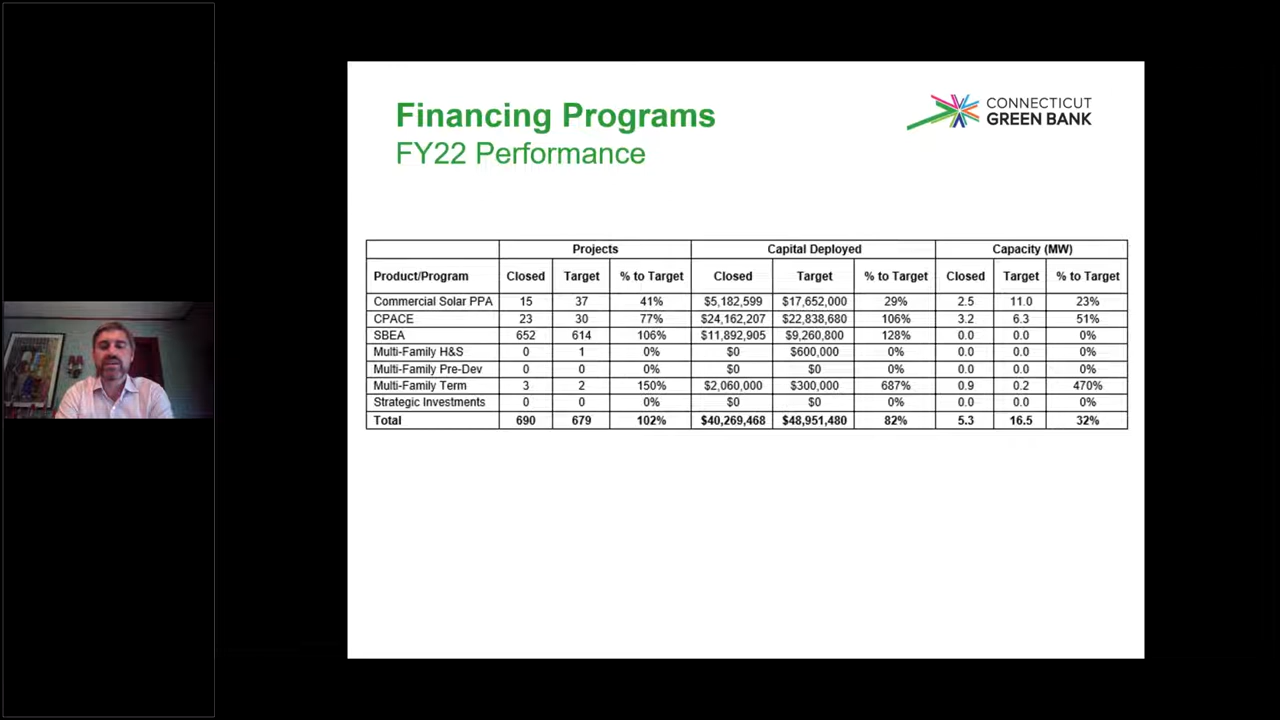 Financing Programs
FY22 Performance
CONNECTICUT
GREEN BANK
Projects Capital Deployed Capacity (MW)
Product/Program Closed Target % to Target Closed Target % to Target Closed Target % to Target
Commercial Solar PPA 15 37 41% $5,182,599 $17,652,000 29% 2.5 11.0 23%
CPACE 23 30 77% $24,162,207 $22,838,680 106% 3.2 6.3 51%
SBEA 652 614 106% $11,892,905 $9,260,800 128% 0.0 0.0 0%
Multi-Family H&S 0 1 0% $0 $600,000 0% 0.0 0.0 0%
Multi-Family Pre-Dev 0 0 0% $0 $0 0% 0.0 0.0 0%
Multi-Family Term 3 2 150% $2,060,000 $300,000 687% 0.9 0.2 470%
Strategic Investments 0 0 0% $0 $0 0% 0.0 0.0 0%
Total 690 679 102% $40,269,468 $48,951,480 82% 5.3 16.5 32%